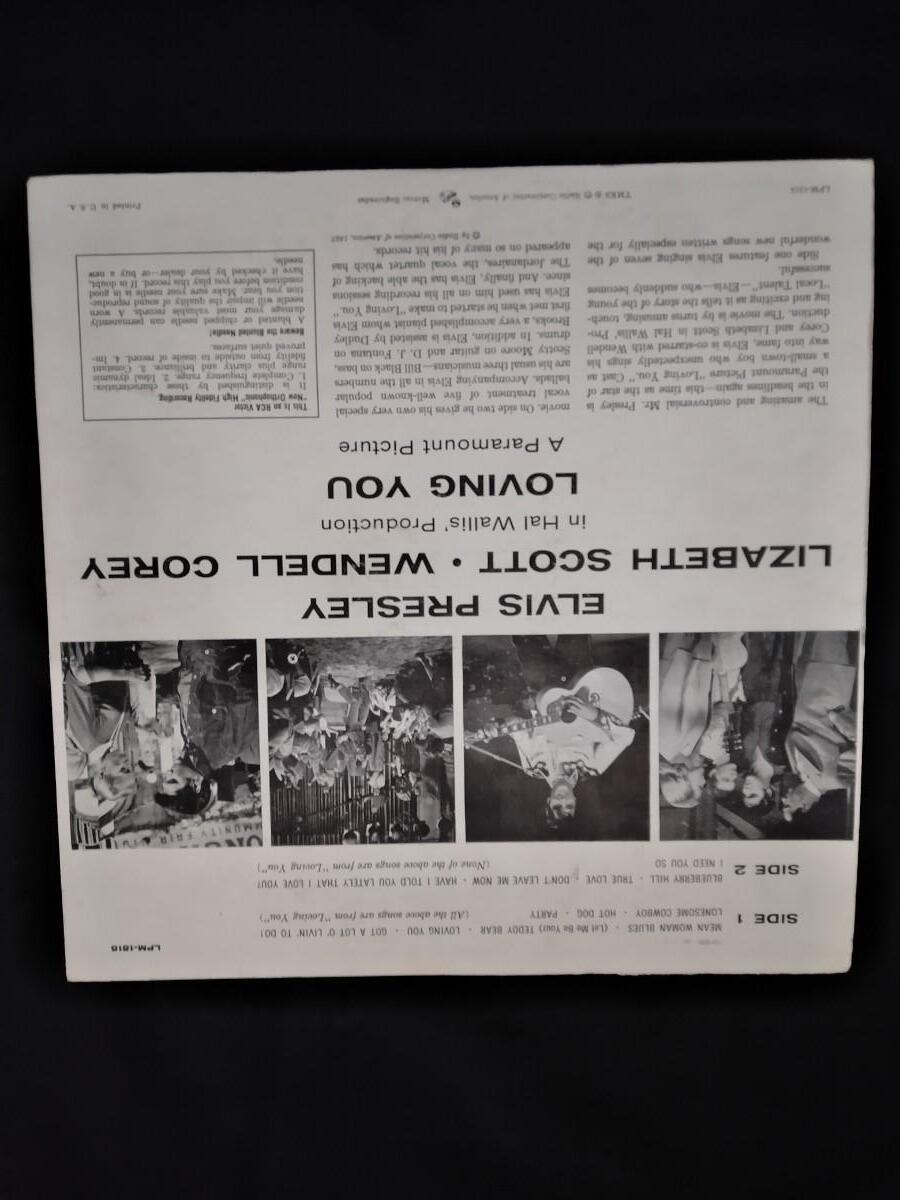 LPM-1515
SIDE 1
MEAN WOMAN BLUES · (Let Me Be Your) TEDDY BEAR · LOVING YOU · GOT A LOT O' LIVIN' TO DO!
LONESOME COWBOY · HOT DOG · PARTY (All the above songs are from "Loving You")
SIDE 2
BLUEBERRY HILL · TRUE LOVE · DON'T LEAVE ME NOW · HAVE I TOLD YOU LATELY THAT I LOVE YOU?
I NEED YOU SO (None of the above songs are from "Loving You")
MUNITY FAIR
ELVIS PRESLEY
LIZABETH SCOTT · WENDELL COREY
in Hal Wallis' Production
LOVING YOU
A Paramount Picture
The amazing and controversial Mr. Presley is
in the headlines again—this time as the star of
the Paramount Picture "Loving You." Cast as
a small-town boy who unexpectedly sings his
way into fame, Elvis is co-starred with Wendell
Corey and Lizabeth Scott in Hal Wallis' Pro-
duction. The movie is by turns amusing, touch-
ing and exciting as it tells the story of the young
"Local Talent"—Elvis—who suddenly becomes
successful.
Side one features Elvis singing seven of the
wonderful new songs written especially for the
movie. On side two he gives his own very special
vocal treatment of five well-known popular
ballads. Accompanying Elvis in all the numbers
are his usual three musicians—Bill Black on bass,
Scotty Moore on guitar and D. J. Fontana on
drums. In addition, Elvis is assisted by Dudley
Brooks, a very accomplished pianist whom Elvis
first met when he started to make "Loving You."
Elvis has used him on all his recording sessions
since. And finally, Elvis has the able backing of
The Jordanaires, the vocal quartet which has
appeared on so many of his hit records.
© by Radio Corporation of America, 1957
This is an RCA Victor
"New Orthophonic" High Fidelity Recording
It is distinguished by these characteristics:
1. Complete frequency range. 2. Ideal dynamic
range plus clarity and brilliance. 3. Constant
fidelity from outside to inside of record. 4. Im-
proved quiet surfaces.
Beware the Blunted Needle!
A blunted or chipped needle can permanently
damage your most valuable records. A worn
needle will impair the quality of sound reproduc-
tion you hear. Make sure your needle is in good
condition before you play this record. If in doubt,
have it checked by your dealer—or buy a new
needle.
LPM-1515
TMKS ® © Radio Corporation of America. Marcas Registradas
Printed in U. S. A.